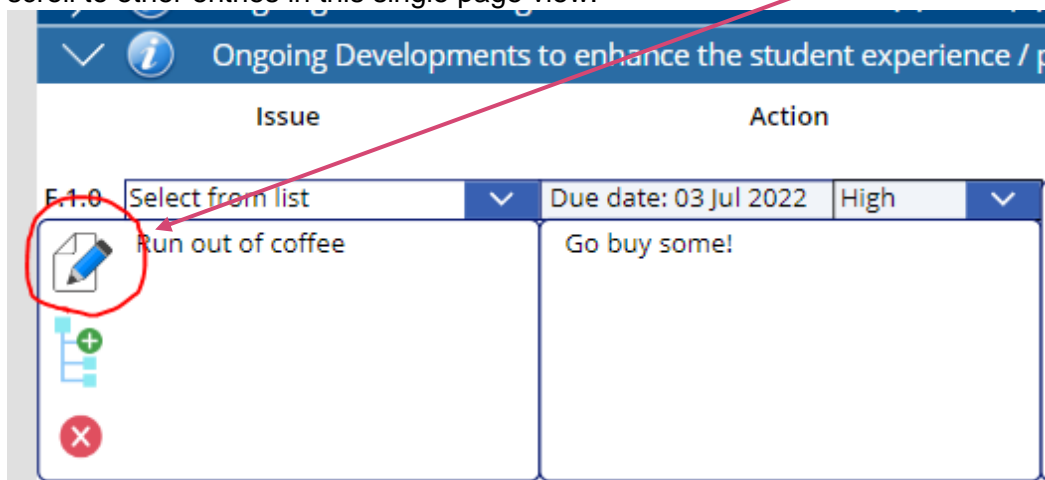 scroll to other entries in this single page view.
Ongoing Developments to enhance the student experience /
Issue Action
F.1.0 Select from list Due date: 03 Jul 2022 High
Run out of coffee Go buy some!